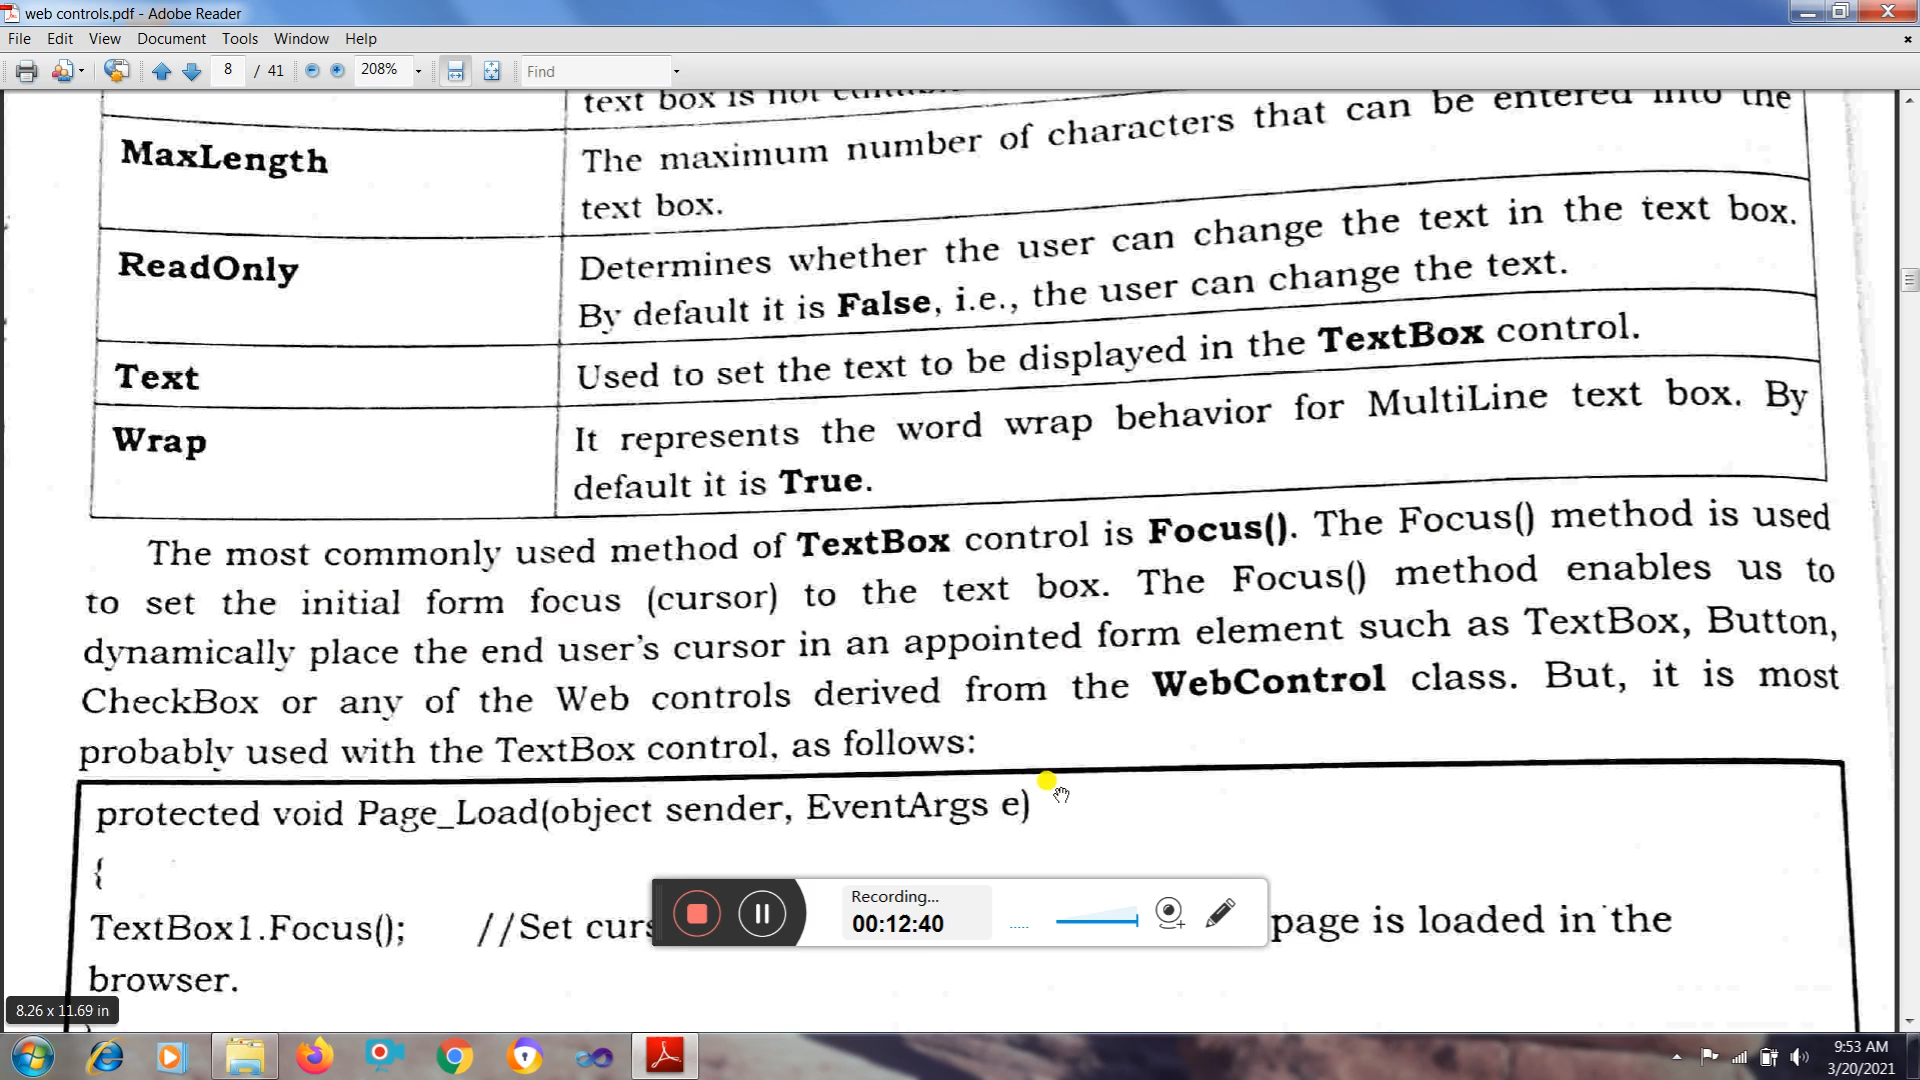 web controls.pdf - Adobe Reader
File Edit View Document Tools Window Help
8 / 41 208% Find
text box is not
MaxLength The maximum number of characters that can be entered into the
text box.
ReadOnly Determines whether the user can change the text in the text box.
By default it is False, i.e., the user can change the text.
Text Used to set the text to be displayed in the TextBox control.
Wrap It represents the word wrap behavior for MultiLine text box. By
default it is True.
The most commonly used method of TextBox control is Focus(). The Focus() method is used
to set the initial form focus (cursor) to the text box. The Focus() method enables us to
dynamically place the end user's cursor in an appointed form element such as TextBox, Button,
CheckBox or any of the Web controls derived from the WebControl class. But, it is most
probably used with the TextBox control, as follows:
protected void Page_Load(object sender, EventArgs e)
{
TextBox1.Focus(); //Set page is loaded in the
browser.
Recording...
00:12:40
8.26 x 11.69 in
9:53 AM
3/20/2021